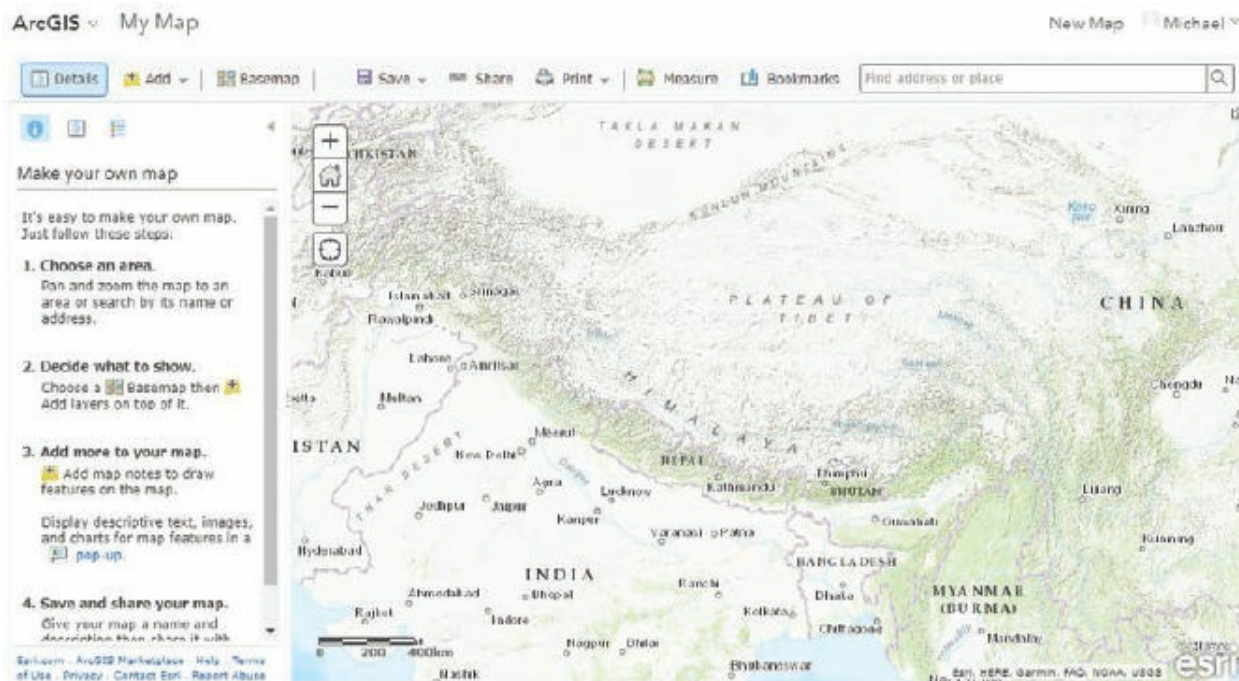 ArcGIS My Map
New Map Michael
Details Add Basemap Save Share Print Measure Bookmarks Find address or place
Make your own map
It's easy to make your own map.
Just follow these steps:
1. Choose an area.
Pan and zoom the map to an
area or search by its name or
address.
2. Decide what to show.
Choose a Basemap then
Add layers on top of it.
3. Add more to your map.
Add map notes to draw
features on the map.
Display descriptive text, images,
and charts for map features in a
pop-up.
4. Save and share your map.
Give your map a name and
description then share it with
Esri.com . ArcGIS Marketplace . Help . Terms
of Use . Privacy . Contact Esri . Report Abuse
TAKLA MAKAN
DESERT
KUNLUN MOUNTAINS
Koko
Nur
Xining
Lanzhou
Kabul
Islamabad
Srinagar
Rawalpindi
PLATEAU OF
TIBET
CHINA
Lahore
Amritsar
Multan
HIMALAYA
Chengdu
ISTAN
THAR DESERT
New Delhi
Meerut
NEPAL
Kathmandu
Thimphu
BHUTAN
Agra
Lucknow
Lijiang
Jodhpur
Jaipur
Kanpur
Varanasi
Patna
Guwahati
Kunming
Hyderabad
INDIA
BANGLADESH
Ahmedabad
Bhopal
Ranchi
Dhaka
MYANMAR
(BURMA)
Rajkot
Indore
Kolkata
Chittagong
Mandalay
0 200 400km
Nagpur
Bhilai
Nashik
Bhubaneswar
Esri, HERE, Garmin, FAO, NOAA, USGS
esri